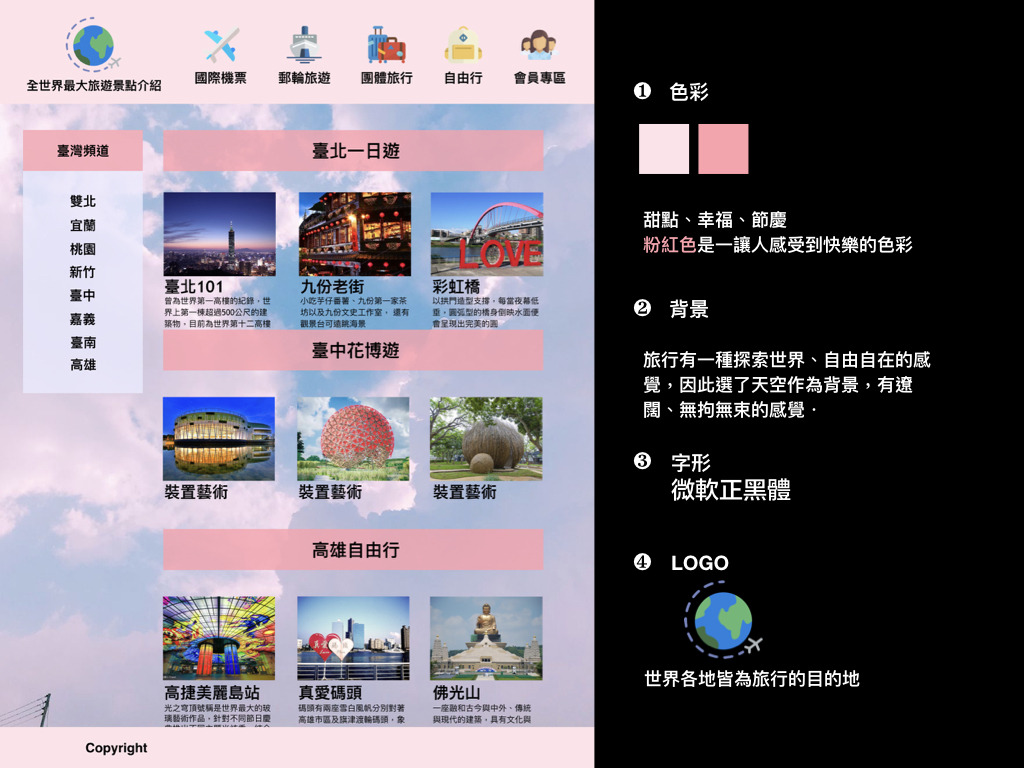 全世界最大旅遊景點介紹
國際機票
郵輪旅遊
團體旅行
自由行
會員專區
臺灣頻道
雙北
宜蘭
桃園
新竹
臺中
嘉義
臺南
高雄
臺北一日遊
臺北101
曾為世界第一高樓的紀錄，世
界上第一棟超過500公尺的建
築物，目前為世界第十二高樓
九份老街
小吃芋仔番薯、九份第一家茶
坊以及九份文史工作室， 還有
觀景台可遠眺海景
LOVE
彩虹橋
以拱門造型支撐，每當夜幕低
垂，圓弧型的橋身倒映水面便
會呈現出完美的圓
臺中花博遊
裝置藝術
裝置藝術
裝置藝術
高雄自由行
高捷美麗島站
光之穹頂號稱是世界最大的玻
璃藝術作品，針對不同節日慶
真愛碼頭
碼頭有兩座雪白風帆分別對著
高雄市區及旗津渡輪碼頭，象
佛光山
一座融和古今與中外、傳統
與現代的建築，具有文化與
Copyright
❶ 色彩
甜點、幸福、節慶
粉紅色是一讓人感受到快樂的色彩
❷ 背景
旅行有一種探索世界、自由自在的感
覺，因此選了天空作為背景，有遼
闊、無拘無束的感覺．
❸ 字形
微軟正黑體
❹ LOGO
世界各地皆為旅行的目的地